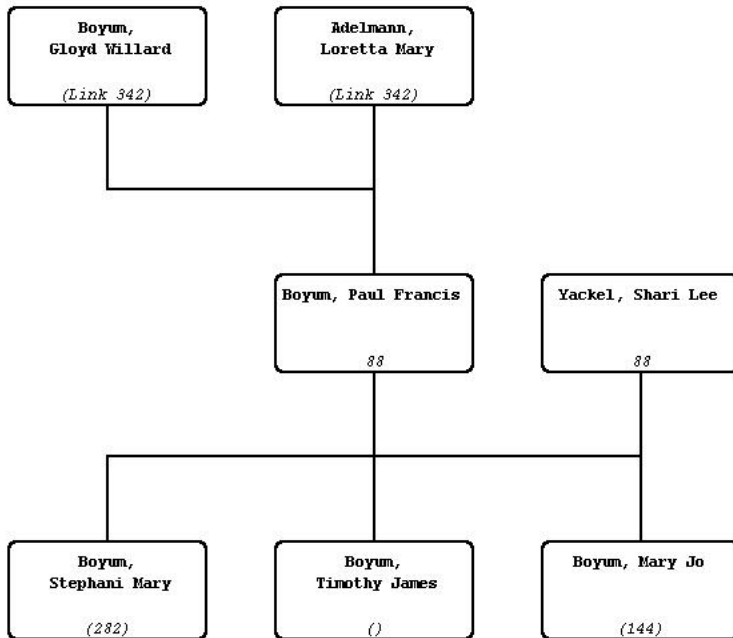 Boyum,
Gloyd Willard
(Link 342)
Adelmann,
Loretta Mary
(Link 342)
Boyum, Paul Francis
88
Yackel, Shari Lee
88
Boyum,
Stephani Mary
(282)
Boyum,
Timothy James
()
Boyum, Mary Jo
(144)